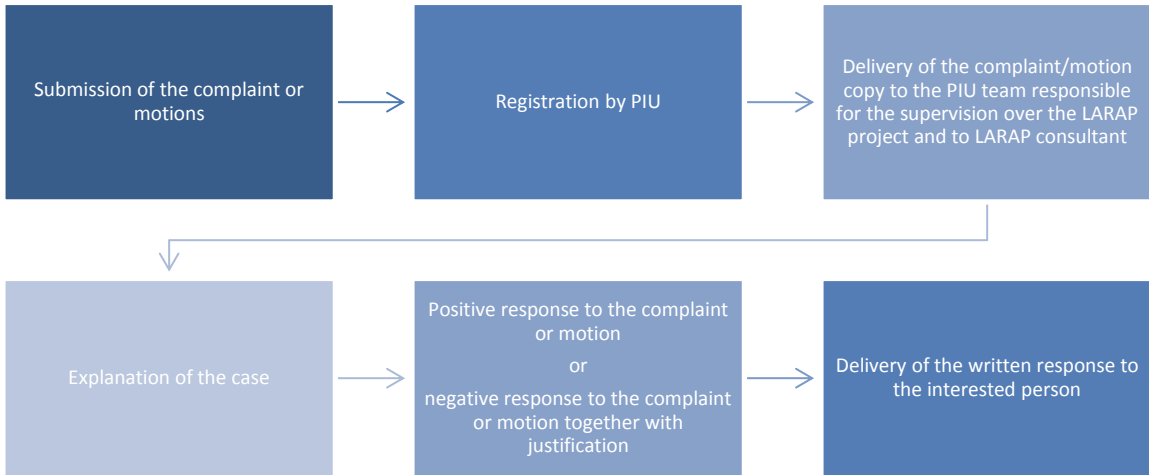 Submission of the complaint or
motions
Registration by PIU
Delivery of the complaint/motion
copy to the PIU team responsible
for the supervision over the LARAP
project and to LARAP consultant
Explanation of the case
Positive response to the complaint
or motion
or
negative response to the complaint
or motion together with
justification
Delivery of the written response to
the interested person